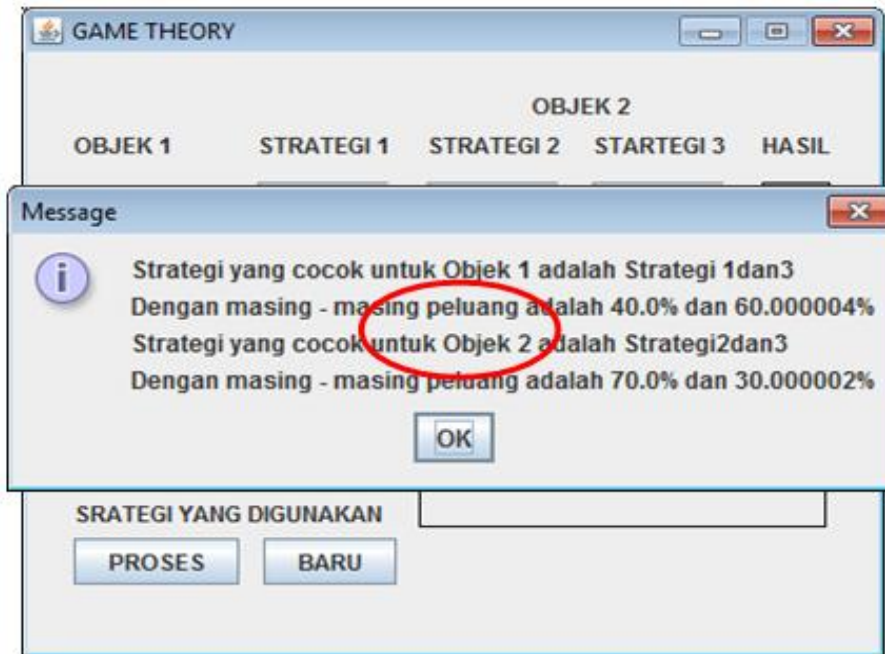 GAME THEORY
OBJEK 2
OBJEK 1 STRATEGI 1 STRATEGI 2 STARTEGI 3 HASIL
Message
Strategi yang cocok untuk Objek 1 adalah Strategi 1dan3
Dengan masing - masing peluang adalah 40.0% dan 60.000004%
Strategi yang cocok untuk Objek 2 adalah Strategi2dan3
Dengan masing - masing peluang adalah 70.0% dan 30.000002%
OK
SRATEGI YANG DIGUNAKAN
PROSES BARU